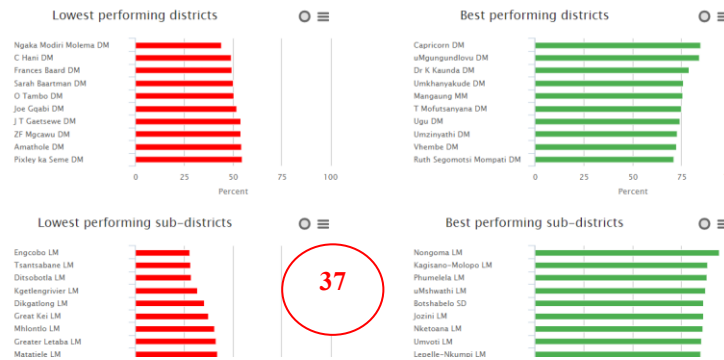 Lowest performing districts
Ngaka Modiri Molema DM
C Hani DM
Frances Baard DM
Sarah Baartman DM
O Tambo DM
Joe Gqabi DM
J T Gaetsewe DM
ZF Mgcawu DM
Amathole DM
Pixley ka Seme DM
0 25 50 75 100
Percent
Best performing districts
Capricorn DM
uMgungundlovu DM
Dr K Kaunda DM
Umkhanyakude DM
Mangaung MM
T Mofutsanyana DM
Ugu DM
Umzinyathi DM
Vhembe DM
Ruth Segomotsi Mompati DM
0 25 50 75
Percent
Lowest performing sub-districts
Engcobo LM
Tsantsabane LM
Ditsobotla LM
Kgetlengrivier LM
Dikgatlong LM
Great Kei LM
Mhlontlo LM
Greater Letaba LM
Matatiele LM
37
Best performing sub-districts
Nongoma LM
Kagisano-Molopo LM
Phumelela LM
uMshwathi LM
Botshabelo SD
Jozini LM
Nketoana LM
Umvoti LM
Lepelle-Nkumpi LM